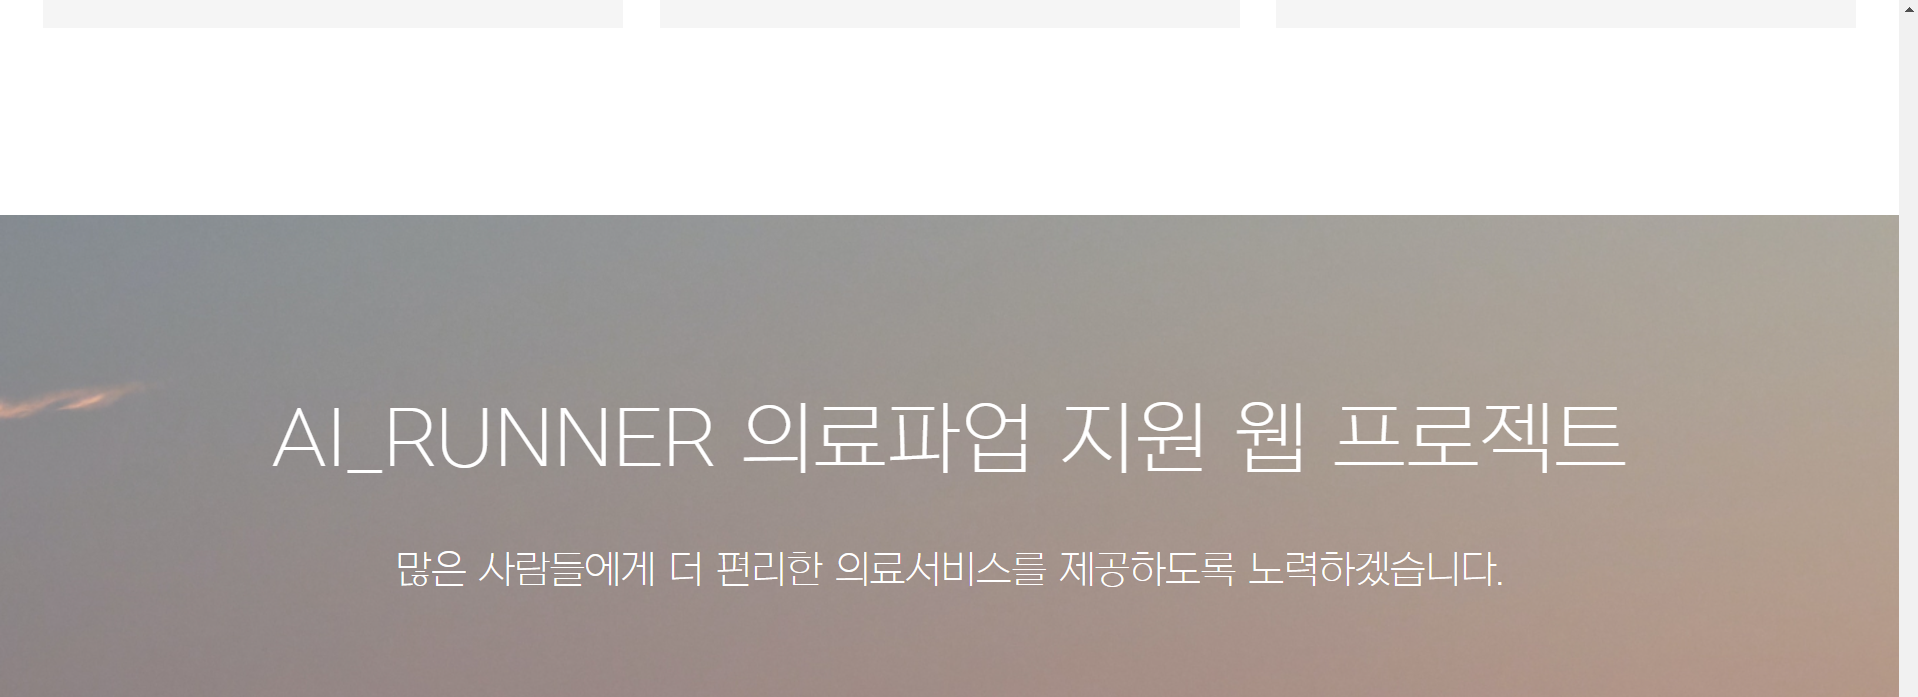 AI_RUNNER 의료파업 지원 웹 프로젝트
많은 사람들에게 더 편리한 의료서비스를 제공하도록 노력하겠습니다.